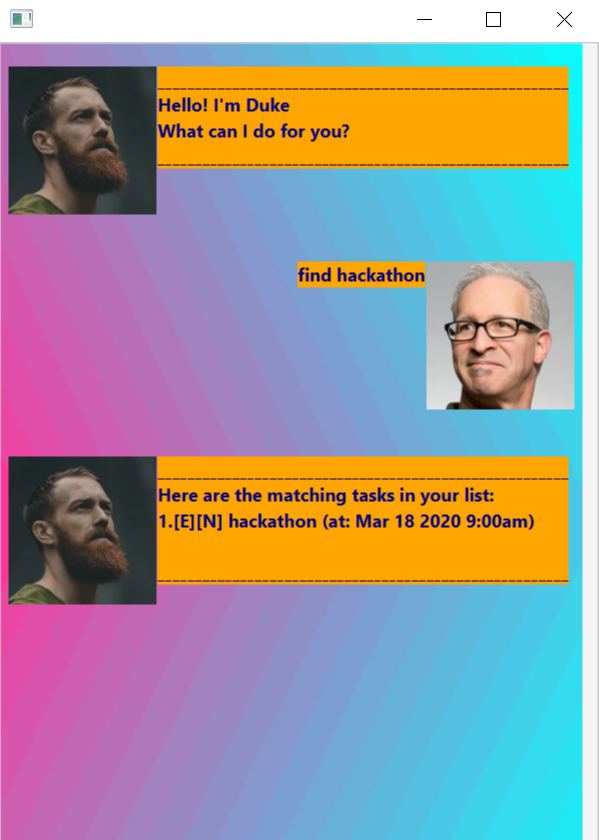 Hello! I'm Duke
What can I do for you?
find hackathon
Here are the matching tasks in your list:
1.[E][N] hackathon (at: Mar 18 2020 9:00am)